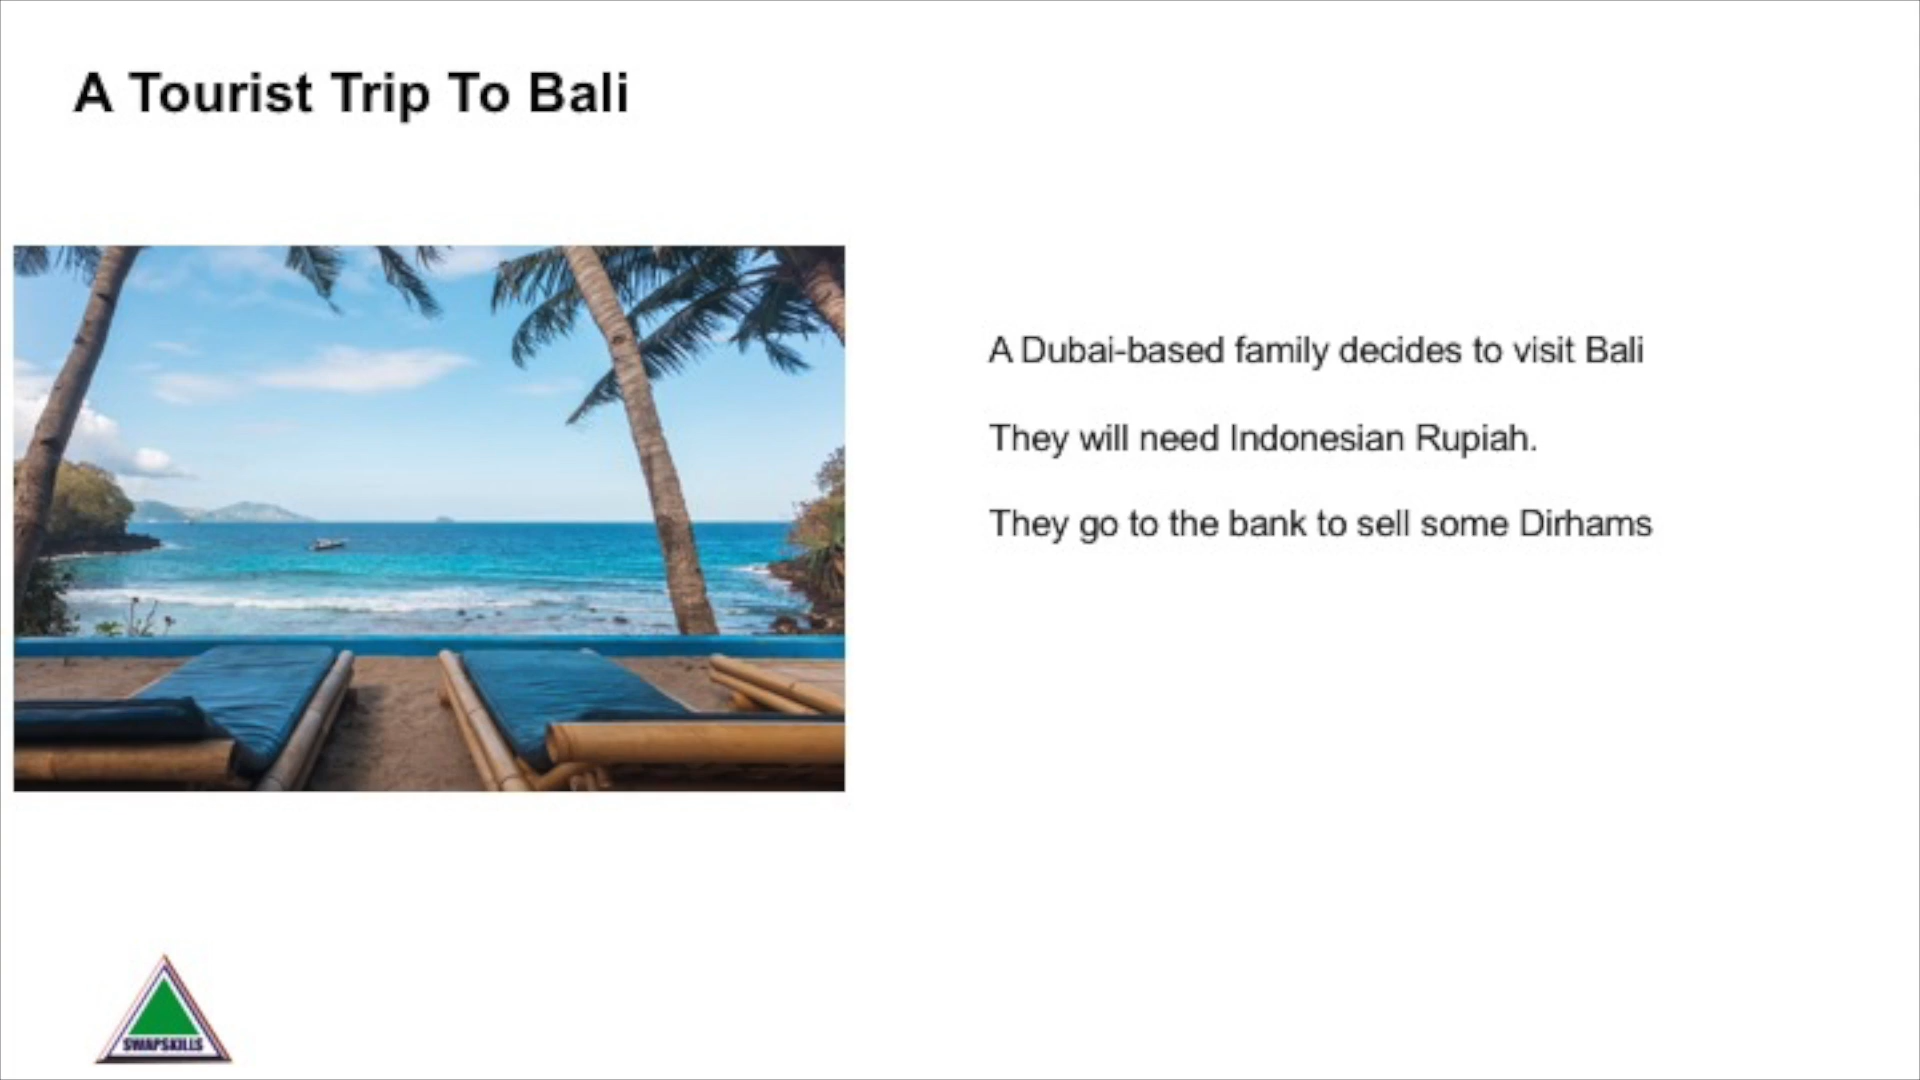 A Tourist Trip To Bali
A Dubai-based family decides to visit Bali
They will need Indonesian Rupiah.
They go to the bank to sell some Dirhams
SWAPSKILLS